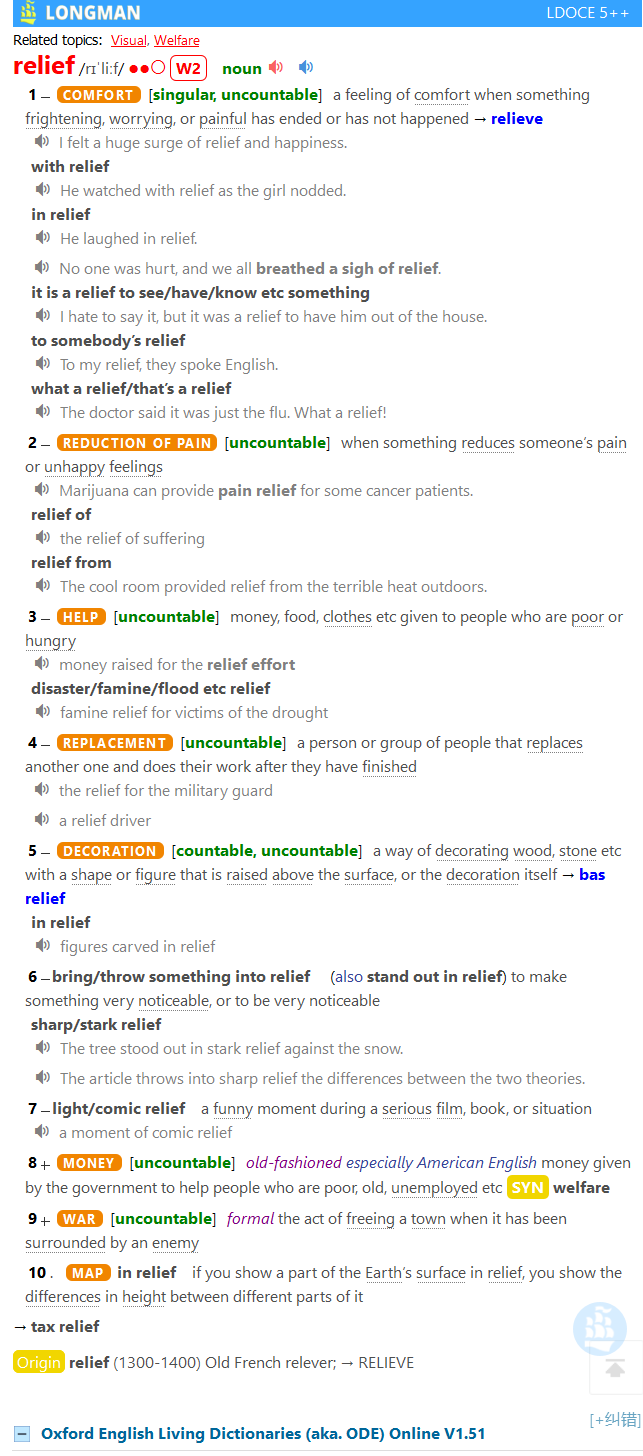 LONGMAN LDOCE 5++
Related topics: Visual, Welfare
relief /rɪˈliːf/ ●●○ W2 noun
1 – COMFORT [singular, uncountable] a feeling of comfort when something
frightening, worrying, or painful has ended or has not happened → relieve
I felt a huge surge of relief and happiness.
with relief
He watched with relief as the girl nodded.
in relief
He laughed in relief.
No one was hurt, and we all breathed a sigh of relief.
it is a relief to see/have/know etc something
I hate to say it, but it was a relief to have him out of the house.
to somebody’s relief
To my relief, they spoke English.
what a relief/that’s a relief
The doctor said it was just the flu. What a relief!
2 – REDUCTION OF PAIN [uncountable] when something reduces someone’s pain
or unhappy feelings
Marijuana can provide pain relief for some cancer patients.
relief of
the relief of suffering
relief from
The cool room provided relief from the terrible heat outdoors.
3 – HELP [uncountable] money, food, clothes etc given to people who are poor or
hungry
money raised for the relief effort
disaster/famine/flood etc relief
famine relief for victims of the drought
4 – REPLACEMENT [uncountable] a person or group of people that replaces
another one and does their work after they have finished
the relief for the military guard
a relief driver
5 – DECORATION [countable, uncountable] a way of decorating wood, stone etc
with a shape or figure that is raised above the surface, or the decoration itself → bas
relief
in relief
figures carved in relief
6 –bring/throw something into relief (also stand out in relief) to make
something very noticeable, or to be very noticeable
sharp/stark relief
The tree stood out in stark relief against the snow.
The article throws into sharp relief the differences between the two theories.
7 –light/comic relief a funny moment during a serious film, book, or situation
a moment of comic relief
8 + MONEY [uncountable] old-fashioned especially American English money given
by the government to help people who are poor, old, unemployed etc SYN welfare
9 + WAR [uncountable] formal the act of freeing a town when it has been
surrounded by an enemy
10 . MAP in relief if you show a part of the Earth’s surface in relief, you show the
differences in height between different parts of it
→ tax relief
Origin relief (1300-1400) Old French relever; → RELIEVE
[+纠错]
Oxford English Living Dictionaries (aka. ODE) Online V1.51